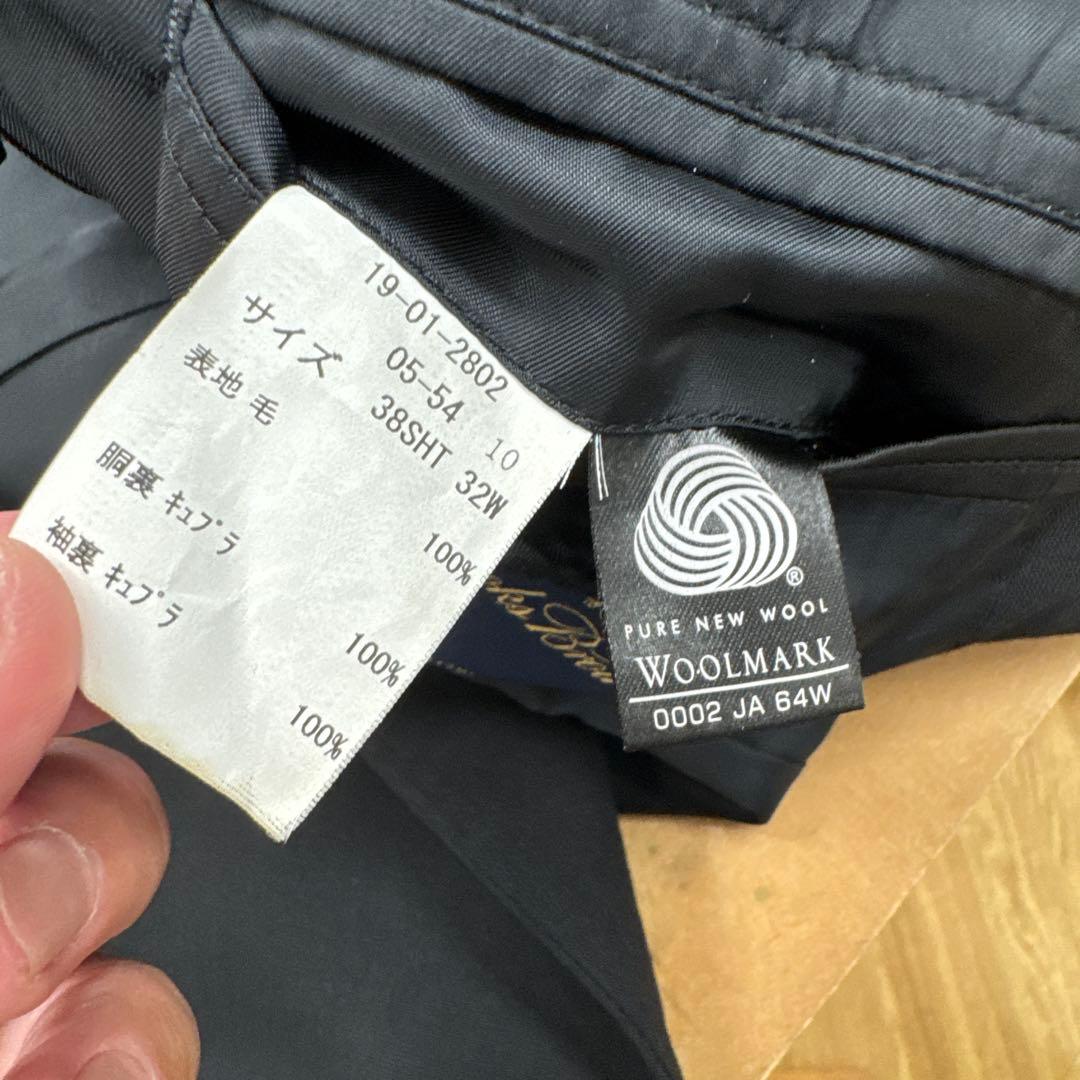 19-01-2802
05-54 10
サイズ 38SHT 32W
表地 毛 100%
胴裏 キュプラ 100%
袖裏 キュプラ 100%
®
PURE NEW WOOL
WOOLMARK
0002 JA 64W